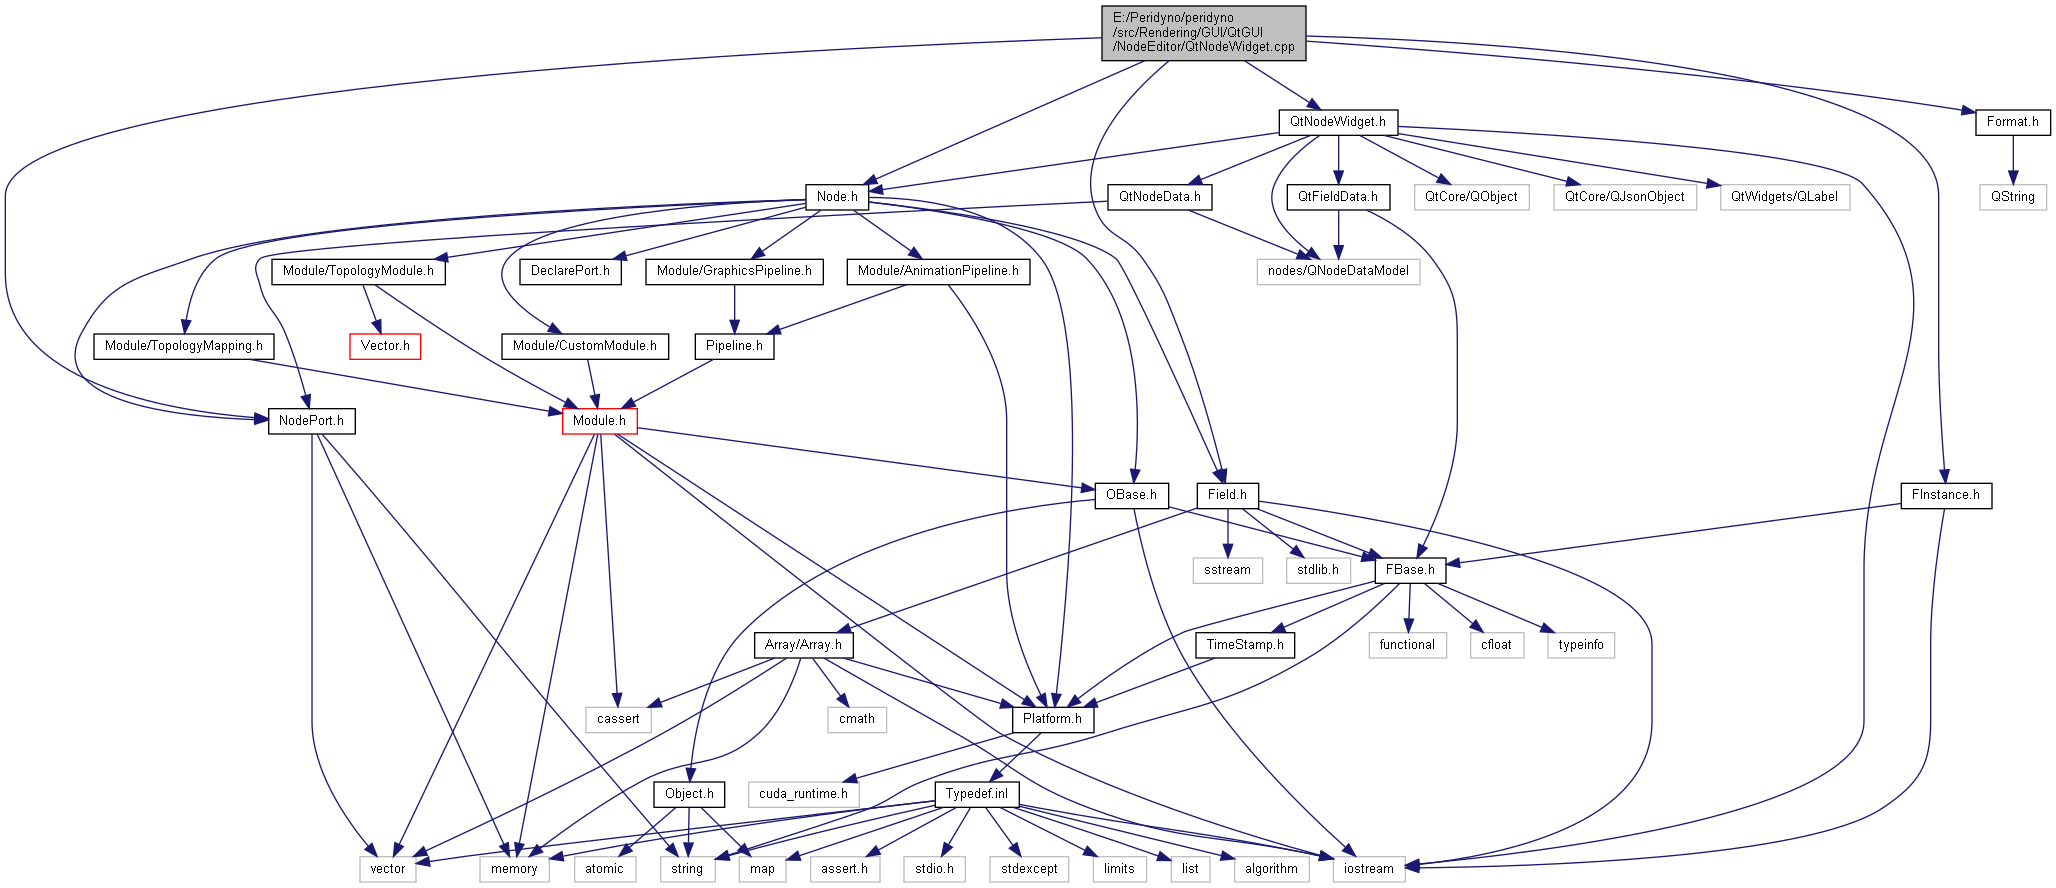 E:/Peridyno/peridyno
/src/Rendering/GUI/QtGUI
/NodeEditor/QtNodeWidget.cpp
QtNodeWidget.h
Format.h
Node.h
QtNodeData.h
QtFieldData.h
QtCore/QObject
QtCore/QJsonObject
QtWidgets/QLabel
QString
Module/TopologyModule.h
DeclarePort.h
Module/GraphicsPipeline.h
Module/AnimationPipeline.h
nodes/QNodeDataModel
Module/TopologyMapping.h
Vector.h
Module/CustomModule.h
Pipeline.h
NodePort.h
Module.h
OBase.h
Field.h
FInstance.h
sstream
stdlib.h
FBase.h
Array/Array.h
TimeStamp.h
functional
cfloat
typeinfo
cassert
cmath
Platform.h
Object.h
cuda_runtime.h
Typedef.inl
vector
memory
atomic
string
map
assert.h
stdio.h
stdexcept
limits
list
algorithm
iostream